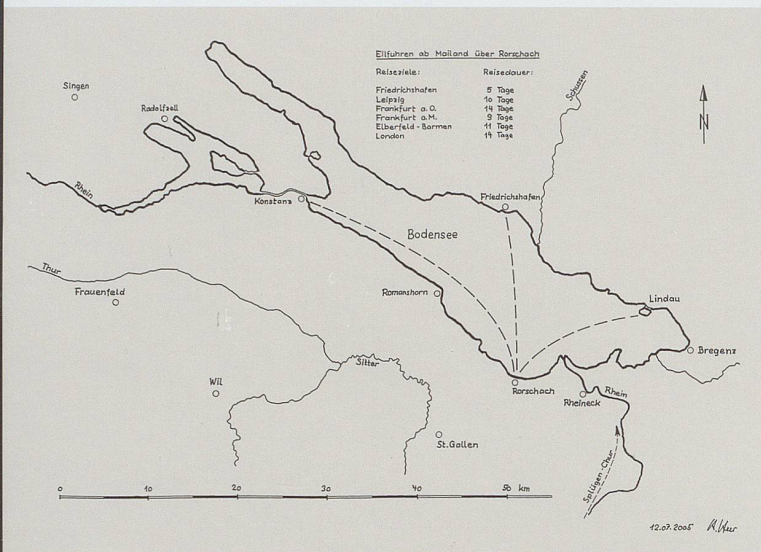 Eilfuhren ab Mailand über Rorschach
Reiseziele: Reisedauer:
Friedrichshafen 5 Tage
Leipzig 10 Tage
Frankfurt a.O. 14 Tage
Frankfurt a.M. 9 Tage
Elberfeld-Barmen 11 Tage
London 14 Tage
Singen
Radolfzell
Schussen
N
Rhein
Konstanz
Friedrichshafen
Bodensee
Thur
Frauenfeld
Romanshorn
Lindau
Bregenz
Sitter
Wil
Rorschach
Rheineck
Rhein
St. Gallen
Splügen-Chur
0 10 20 30 40 50 km
12.07.2005